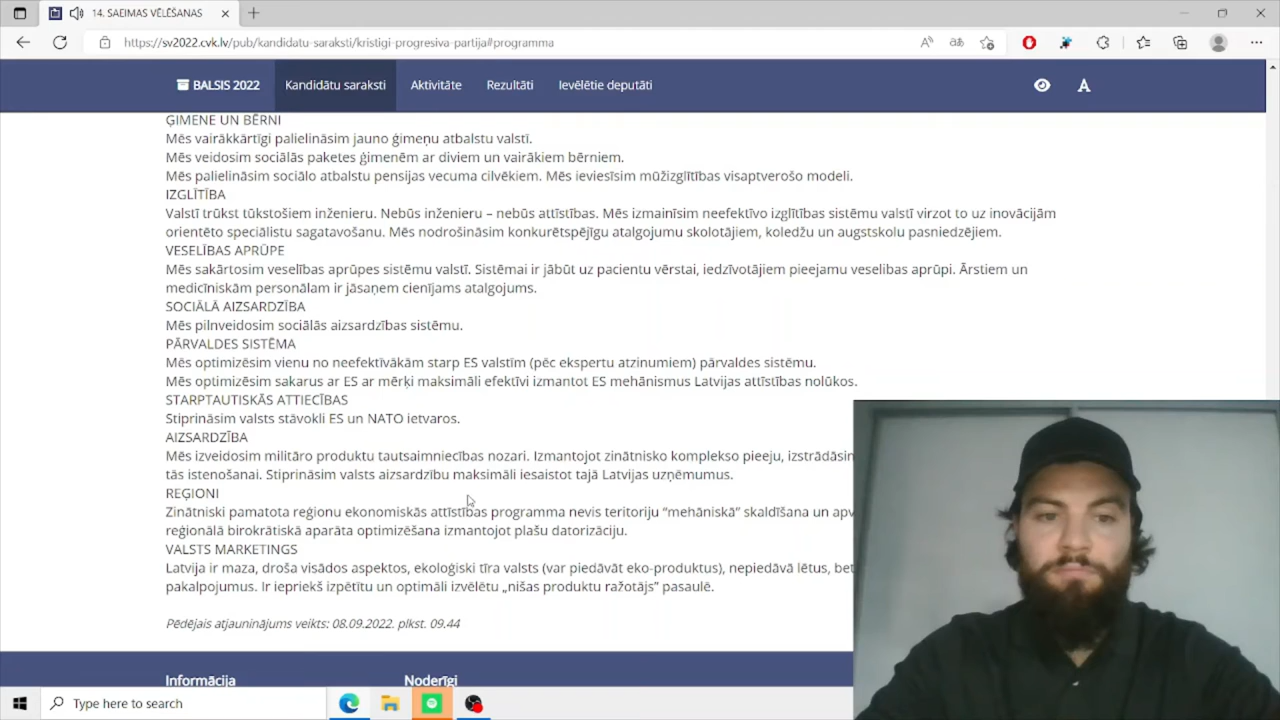 14. SAEIMAS VĒLĒŠANAS
https://sv2022.cvk.lv/pub/kandidatu-saraksti/kristigi-progresiva-partija#programma
BALSIS 2022 Kandidātu saraksti Aktivitāte Rezultāti Ievēlētie deputāti A
ĢIMENE UN BĒRNI
Mēs vairākkārtīgi palielināsim jauno ģimeņu atbalstu valstī.
Mēs veidosim sociālās paketes ģimenēm ar diviem un vairākiem bērniem.
Mēs palielināsim sociālo atbalstu pensijas vecuma cilvēkiem. Mēs ieviesīsim mūžizglītības visaptverošo modeli.
IZGLĪTĪBA
Valstī trūkst tūkstošiem inženieru. Nebūs inženieru – nebūs attīstības. Mēs izmainīsim neefektīvo izglītības sistēmu valstī virzot to uz inovācijām
orientēto speciālistu sagatavošanu. Mēs nodrošināsim konkurētspējīgu atalgojumu skolotājiem, koledžu un augstskolu pasniedzējiem.
VESELĪBAS APRŪPE
Mēs sakārtosim veselības aprūpes sistēmu valstī. Sistēmai ir jābūt uz pacientu vērstai, iedzīvotājiem pieejamu veselibas aprūpi. Ārstiem un
medicīniskām personālam ir jāsaņem cienījams atalgojums.
SOCIĀLĀ AIZSARDZĪBA
Mēs pilnveidosim sociālās aizsardzības sistēmu.
PĀRVALDES SISTĒMA
Mēs optimizēsim vienu no neefektīvākām starp ES valstīm (pēc ekspertu atzinumiem) pārvaldes sistēmu.
Mēs optimizēsim sakarus ar ES ar mērķi maksimāli efektīvi izmantot ES mehānismus Latvijas attīstības nolūkos.
STARPTAUTISKĀS ATTIECĪBAS
Stiprināsim valsts stāvokli ES un NATO ietvaros.
AIZSARDZĪBA
Mēs izveidosim militāro produktu tautsaimniecības nozari. Izmantojot zinātnisko komplekso pieeju, izstrādāsim
tās istenošanai. Stiprināsim valsts aizsardzību maksimāli iesaistot tajā Latvijas uzņēmumus.
REĢIONI
Zinātniski pamatota reģionu ekonomiskās attīstības programma nevis teritoriju “mehāniskā” skaldīšana un apv
reģionālā birokrātiskā aparāta optimizēšana izmantojot plašu datorizāciju.
VALSTS MARKETINGS
Latvija ir maza, droša visādos aspektos, ekoloģiski tīra valsts (var piedāvāt eko-produktus), nepiedāvā lētus, bet
pakalpojumus. Ir iepriekš izpētītu un optimāli izvēlētu „nišas produktu ražotājs” pasaulē.
Pēdējais atjauninājums veikts: 08.09.2022. plkst. 09.44
Informācija Noderīgi
Type here to search